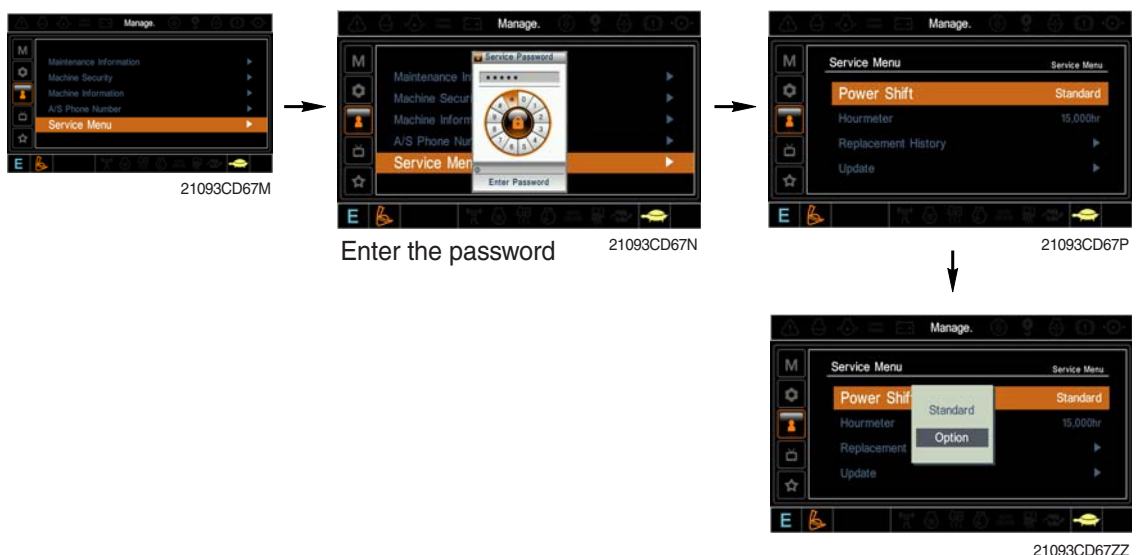 Manage.
M
Maintenance Information
Machine Security
Machine Information
A/S Phone Number
Service Menu
E
21093CD67M
Manage.
Service Password
*****
M
Maintenance In
Machine Secur
Machine Inform
A/S Phone Nur
Service Men
Enter Password
E
Enter the password
21093CD67N
Manage.
M
Service Menu
Service Menu
Power Shift
Standard
Hourmeter
15,000hr
Replacement History
Update
E
21093CD67P
Manage.
M
Service Menu
Service Menu
Power Shif
Standard
Standard
Hourmeter
15,000hr
Option
Replacement
Update
E
21093CD67ZZ